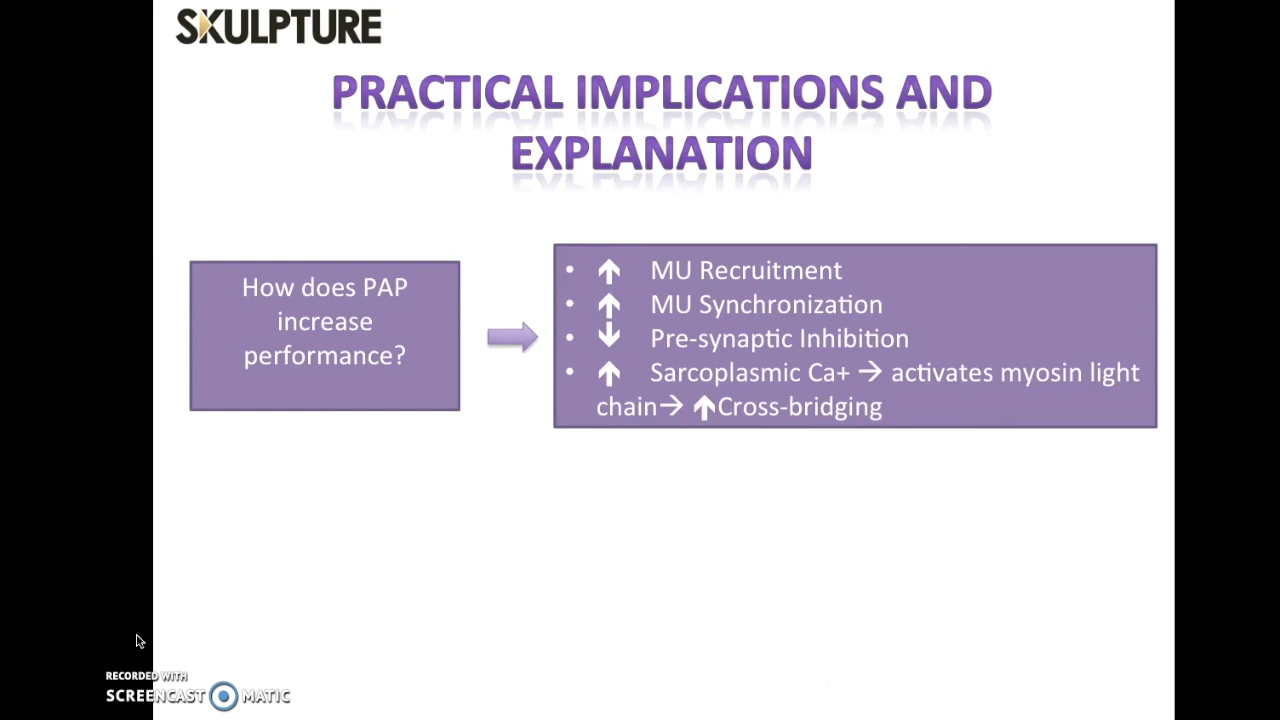 SKULPTURE
PRACTICAL IMPLICATIONS AND
EXPLANATION
How does PAP
increase
performance?
• ↑ MU Recruitment
• ↑ MU Synchronization
• ↓ Pre-synaptic Inhibition
• ↑ Sarcoplasmic Ca+ → activates myosin light
chain→ ↑Cross-bridging
RECORDED WITH
SCREENCAST MATIC